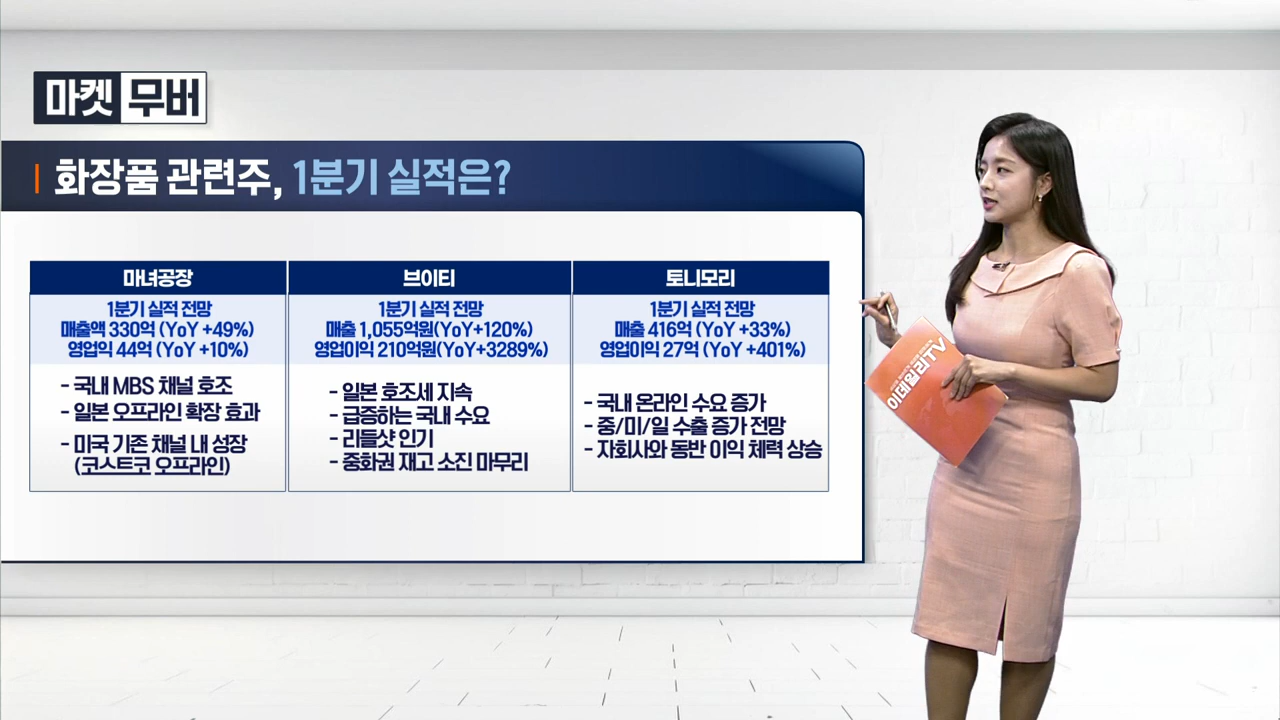 마켓무버
화장품 관련주, 1분기 실적은?
마녀공장
1분기 실적 전망
매출액 330억 (YoY +49%)
영업익 44억 (YoY +10%)
- 국내 MBS 채널 호조
- 일본 오프라인 확장 효과
- 미국 기존 채널 내 성장
(코스트코 오프라인)
브이티
1분기 실적 전망
매출 1,055억원(YoY+120%)
영업이익 210억원(YoY+3289%)
- 일본 호조세 지속
- 급증하는 국내 수요
- 리들샷 인기
- 중화권 재고 소진 마무리
토니모리
1분기 실적 전망
매출 416억 (YoY +33%)
영업이익 27억 (YoY +401%)
- 국내 온라인 수요 증가
- 중/미/일 수출 증가 전망
- 자회사와 동반 이익 체력 상승
이데일리TV